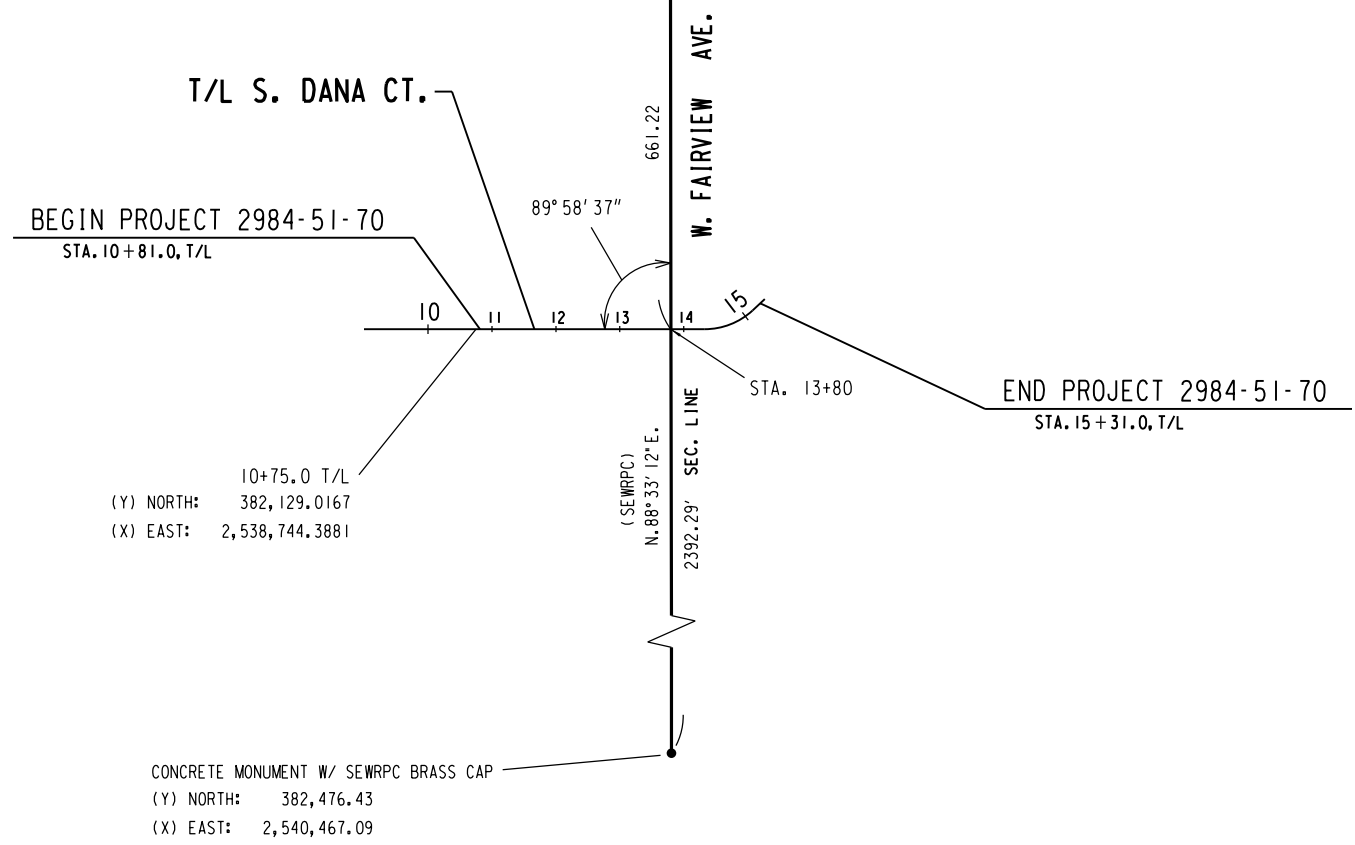 W. FAIRVIEW AVE.
T/L S. DANA CT.
661.22
89°58'37"
BEGIN PROJECT 2984-51-70
STA. 10+81.0, T/L
10
11
12
13
14
15
STA. 13+80
END PROJECT 2984-51-70
STA. 15+31.0, T/L
(SEWRPC)
N.88°33'12"E.
2392.29' SEC. LINE
10+75.0 T/L
(Y) NORTH: 382,129.0167
(X) EAST: 2,538,744.3881
CONCRETE MONUMENT W/ SEWRPC BRASS CAP
(Y) NORTH: 382,476.43
(X) EAST: 2,540,467.09